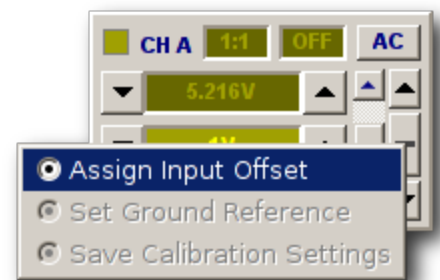 CH A 1:1 OFF AC
5.216V
1V
Assign Input Offset
Set Ground Reference
Save Calibration Settings